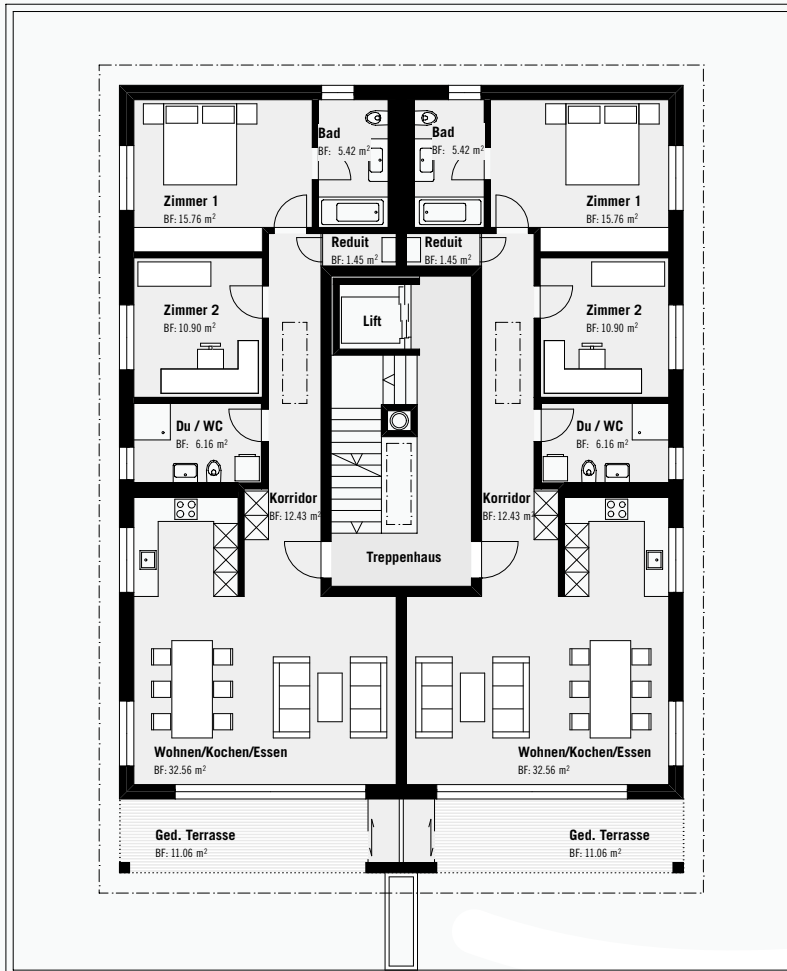 Bad
BF: 5.42 m²
Bad
BF: 5.42 m²
Zimmer 1
BF: 15.76 m²
Zimmer 1
BF: 15.76 m²
Reduit
BF: 1.45 m²
Reduit
BF: 1.45 m²
Zimmer 2
BF: 10.90 m²
Lift
Zimmer 2
BF: 10.90 m²
Du / WC
BF: 6.16 m²
Du / WC
BF: 6.16 m²
Korridor
BF: 12.43 m²
Korridor
BF: 12.43 m²
Treppenhaus
Wohnen/Kochen/Essen
BF: 32.56 m²
Wohnen/Kochen/Essen
BF: 32.56 m²
Ged. Terrasse
BF: 11.06 m²
Ged. Terrasse
BF: 11.06 m²